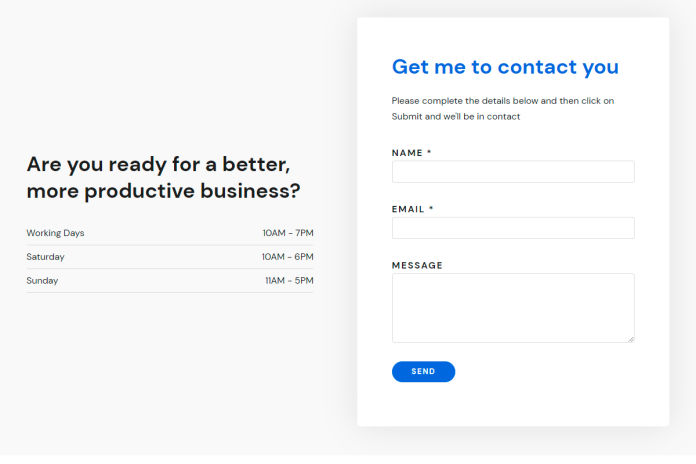 Are you ready for a better,
more productive business?
Working Days 10AM - 7PM
Saturday 10AM - 6PM
Sunday 11AM - 5PM
Get me to contact you
Please complete the details below and then click on
Submit and we'll be in contact
NAME *
EMAIL *
MESSAGE
SEND